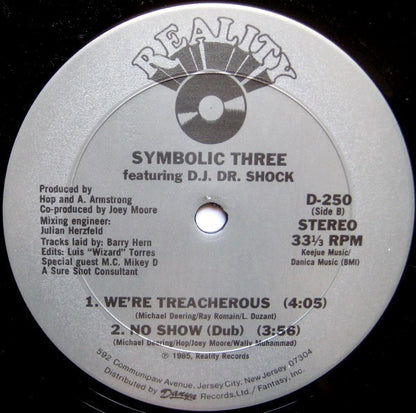 REALITY
SYMBOLIC THREE
featuring D.J. DR. SHOCK
Produced by
Hop and A. Armstrong
Co-produced by Joey Moore
Mixing engineer:
Julian Herzfeld
Tracks laid by: Barry Hern
Edits: Luis "Wizard" Torres
Special guest M.C. Mikey D
A Sure Shot Consultant
D-250
(Side B)
STEREO
33⅓ RPM
Keejue Music/
Danica Music (BMI)
1. WE'RE TREACHEROUS (4:05)
(Michael Deering/Ray Romain/L. Duzant)
2. NO SHOW (Dub) (3:56)
(Michael Deering/Hop/Joey Moore/Wally Muhammad)
℗ 1985, Reality Records
592 Communipaw Avenue, Jersey City, New Jersey 07304
Distributed by Danya Records, Ltd./Fantasy, Inc.